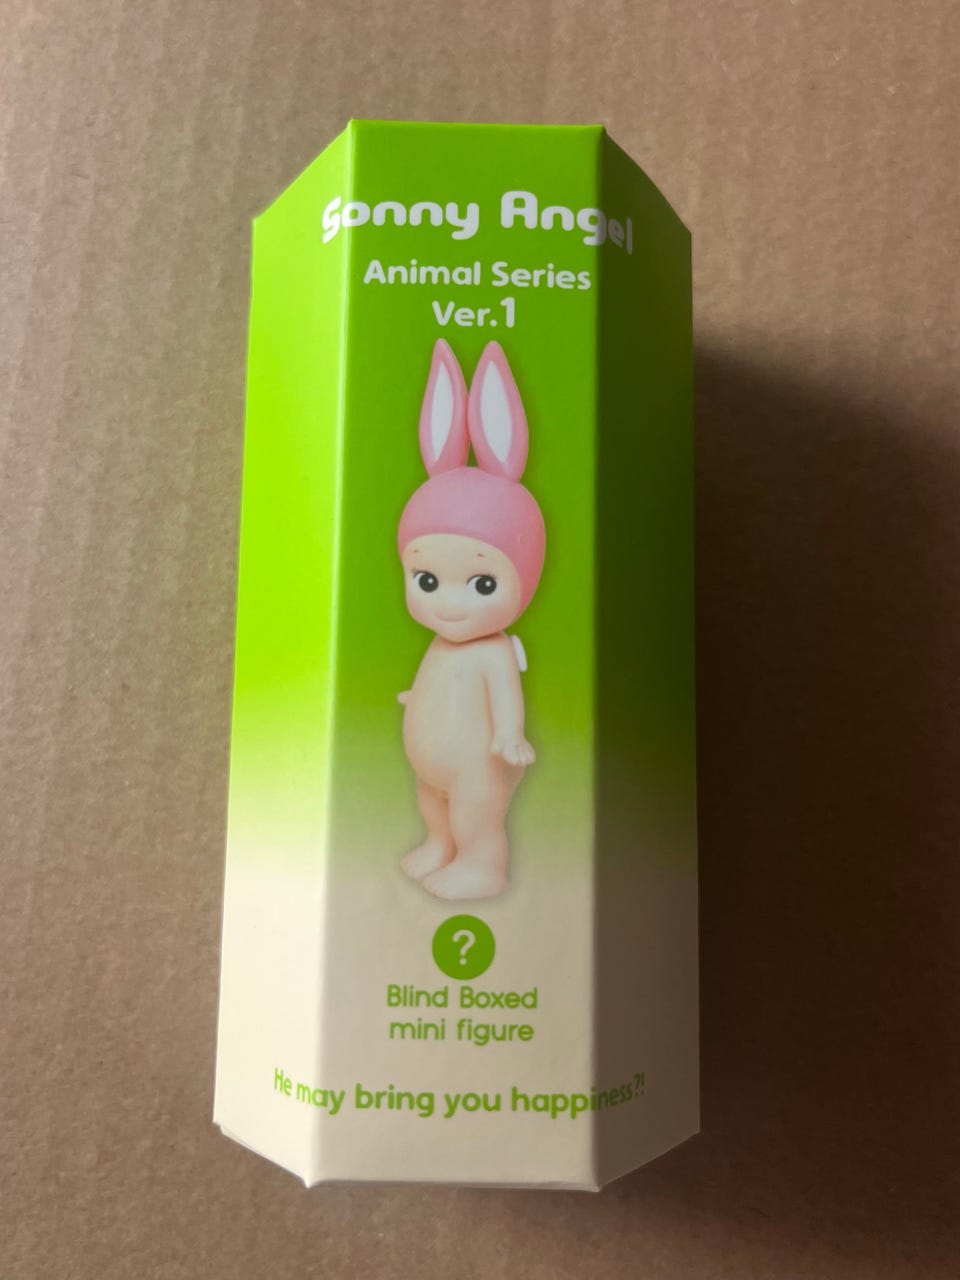 Sonny Angel
Animal Series
Ver.1
?
Blind Boxed
mini figure
He may bring you happiness?!